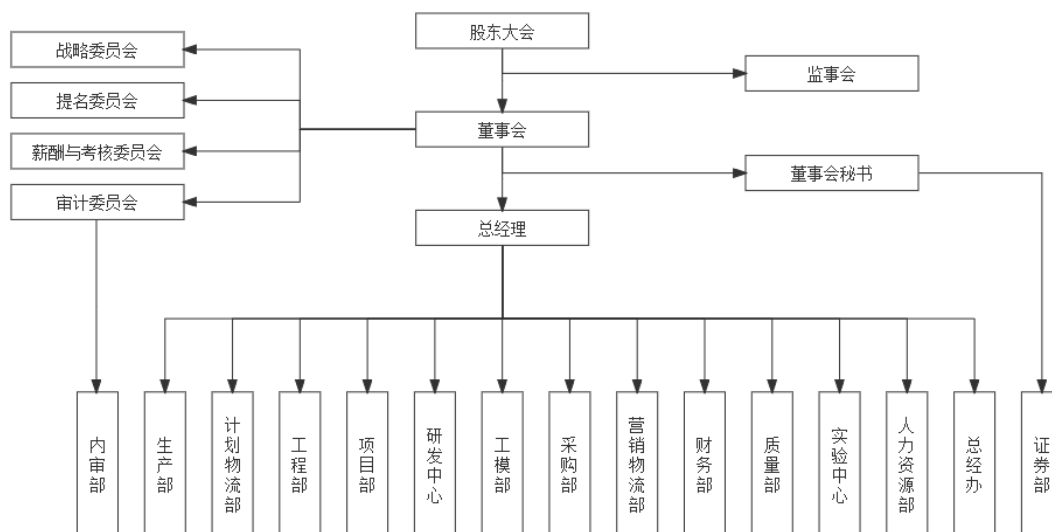 股东大会
战略委员会
监事会
提名委员会
董事会
薪酬与考核委员会
董事会秘书
审计委员会
总经理
内审部
生产部
计划物流部
工程部
项目部
研发中心
工模部
采购部
营销物流部
财务部
质量部
实验中心
人力资源部
总经办
证券部